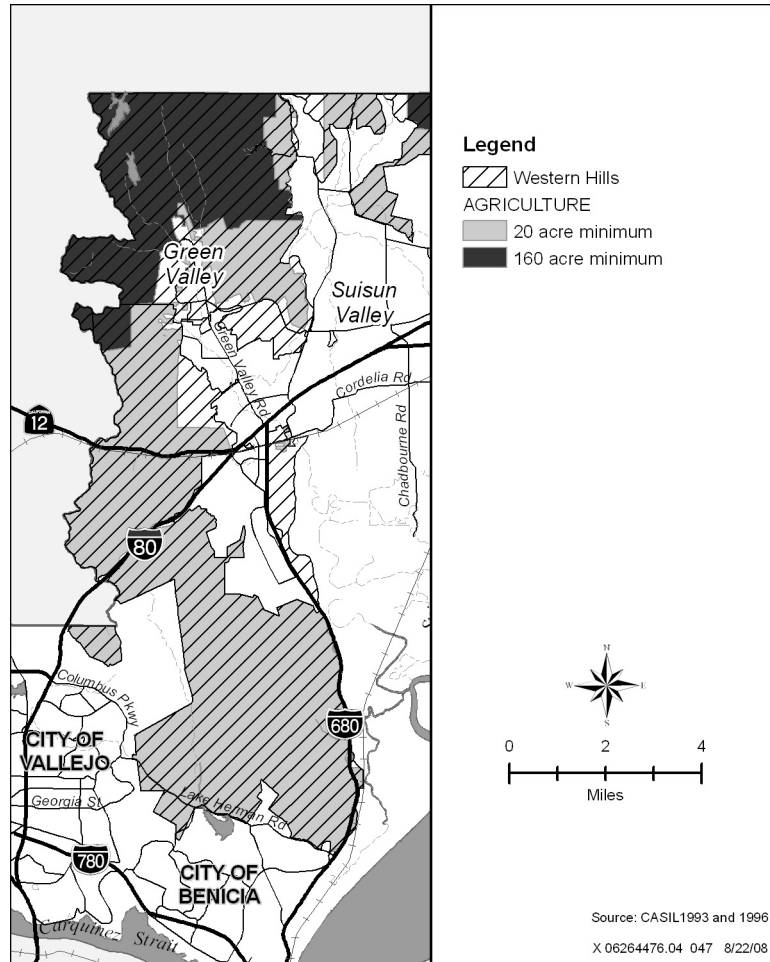 Green
Valley
Suisun
Valley
Green Valley Rd
Cordelia Rd
Chadbourne Rd
CALIFORNIA
12
80
Columbus Pkwy
680
CITY OF
VALLEJO
Georgia St
Lake Herman Rd
780
CITY OF
BENICIA
Carquinez Strait
Legend
Western Hills
AGRICULTURE
20 acre minimum
160 acre minimum
N
W
E
S
0
2
4
Miles
Source: CASIL1993 and 1996
X 06264476.04 047 8/22/08